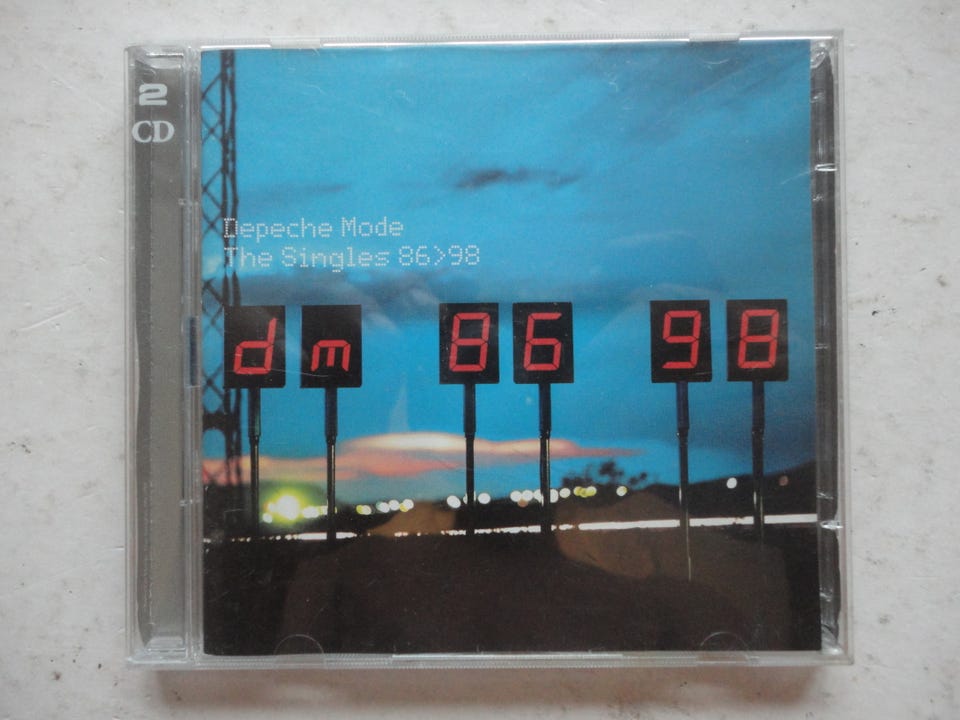 2
CD
Depeche Mode
The Singles 86>98
dm 86 98